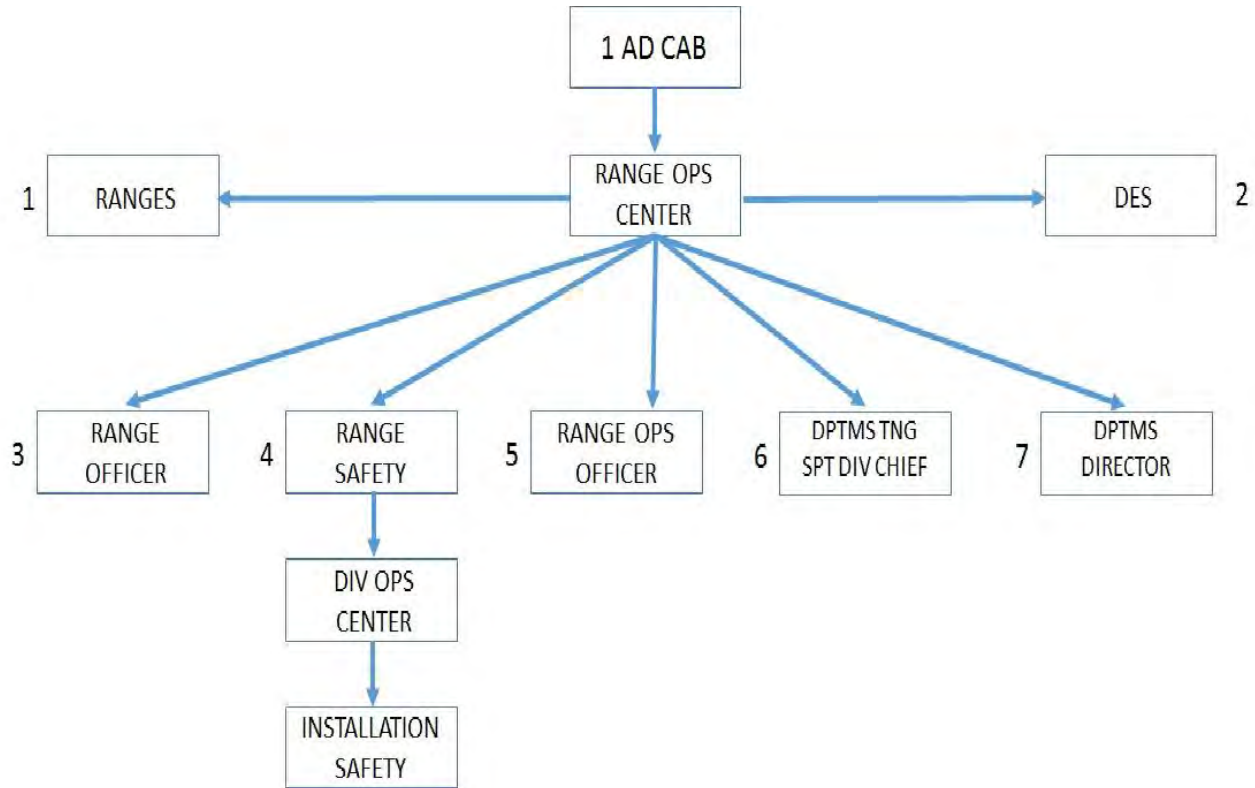 1 AD CAB
1
RANGES
RANGE OPS
CENTER
DES
2
3
RANGE
OFFICER
4
RANGE
SAFETY
5
RANGE OPS
OFFICER
6
DPTMS TNG
SPT DIV CHIEF
7
DPTMS
DIRECTOR
DIV OPS
CENTER
INSTALLATION
SAFETY